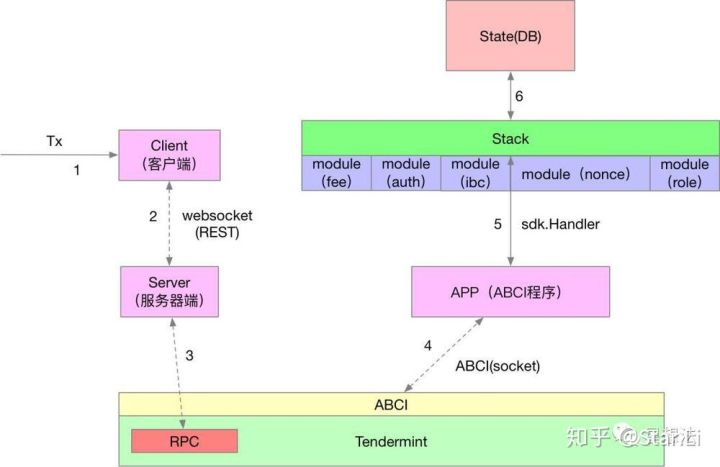 State(DB)
6
Tx
1
Client
（客户端）
Stack
module
（fee）
module
（auth）
module
（ibc）
module（nonce）
module
（role）
2
websocket
(REST)
5
sdk.Handler
Server
（服务器端）
APP（ABCI程序）
3
4
ABCI(socket)
ABCI
RPC
Tendermint
知乎 @StarLi